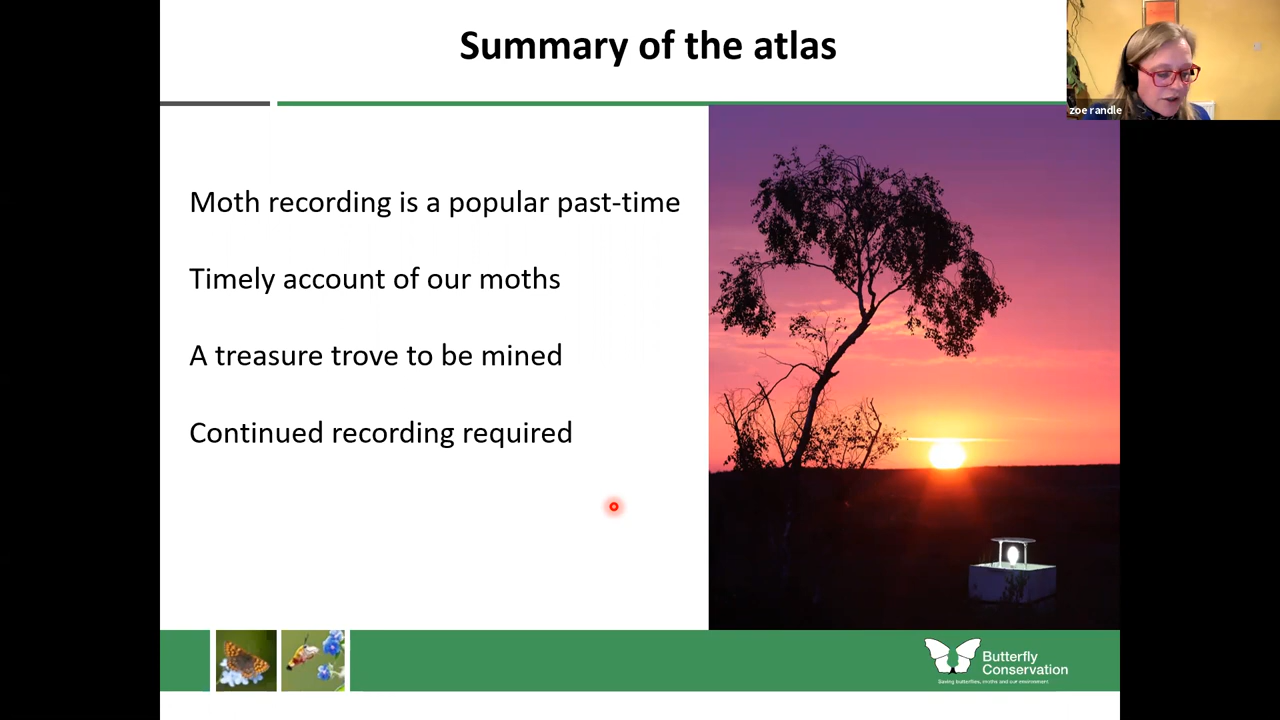 Summary of the atlas
zoe randle
Moth recording is a popular past-time
Timely account of our moths
A treasure trove to be mined
Continued recording required
Butterfly
Conservation
Saving butterflies, moths and our environment